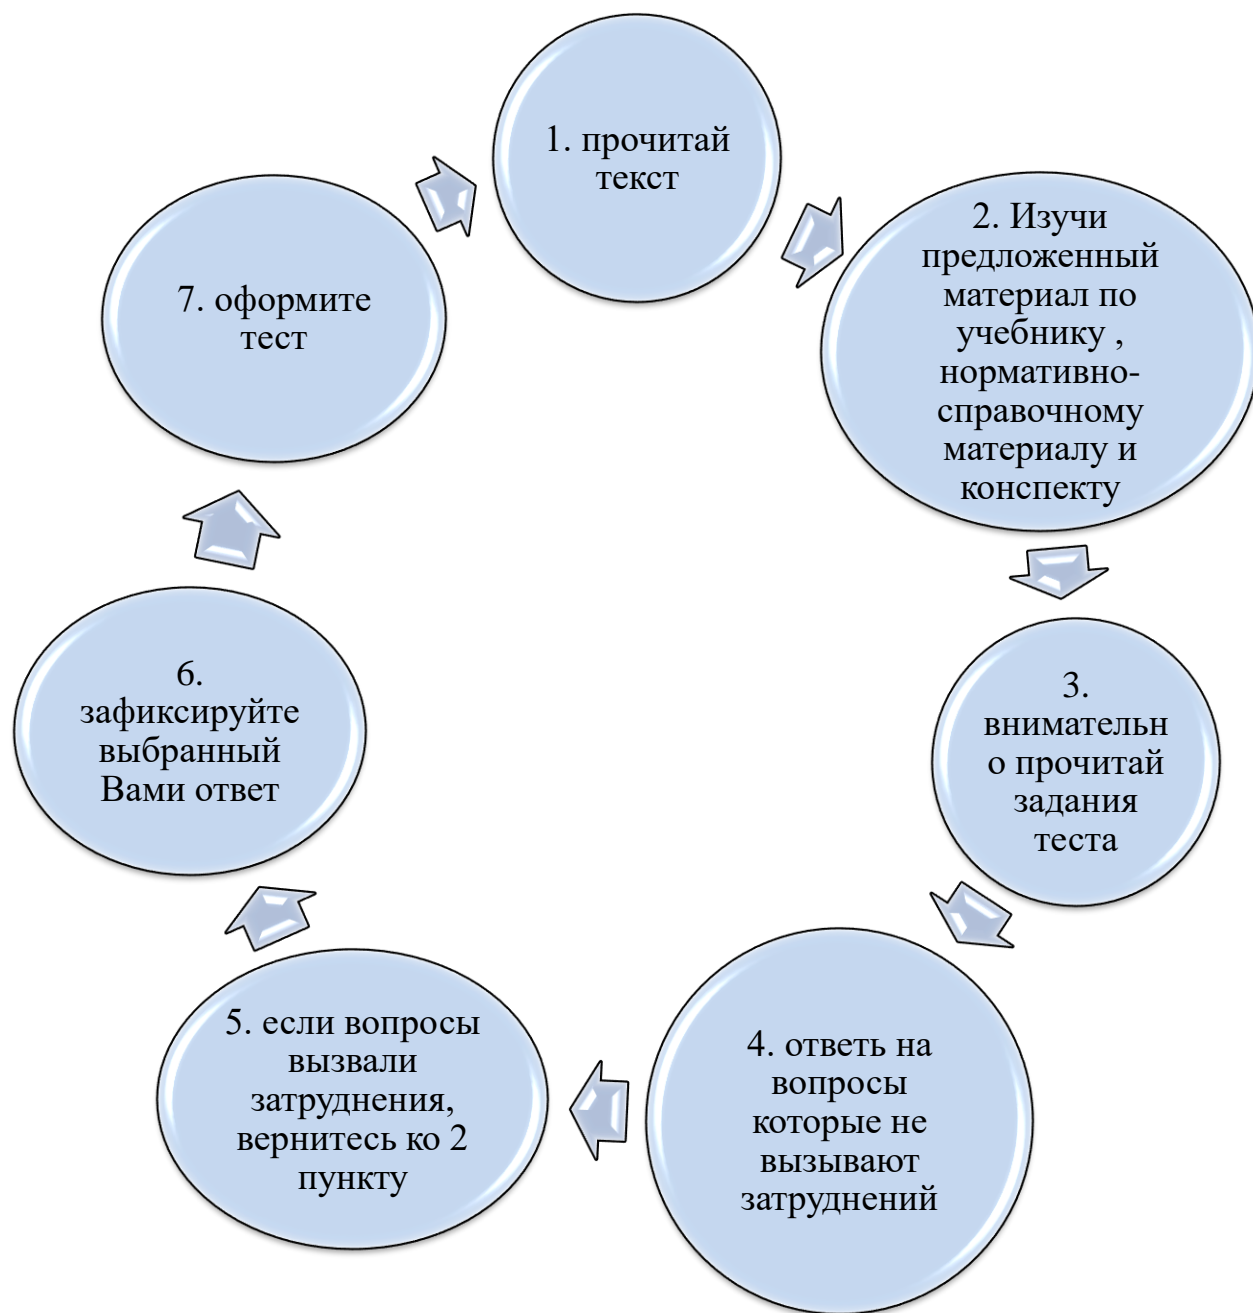 1. прочитай
текст
2. Изучи
предложенный
материал по
учебнику ,
нормативно-
справочному
материалу и
конспекту
3.
внимательн
о прочитай
задания
теста
4. ответь на
вопросы
которые не
вызывают
затруднений
5. если вопросы
вызвали
затруднения,
вернитесь ко 2
пункту
6.
зафиксируйте
выбранный
Вами ответ
7. оформите
тест